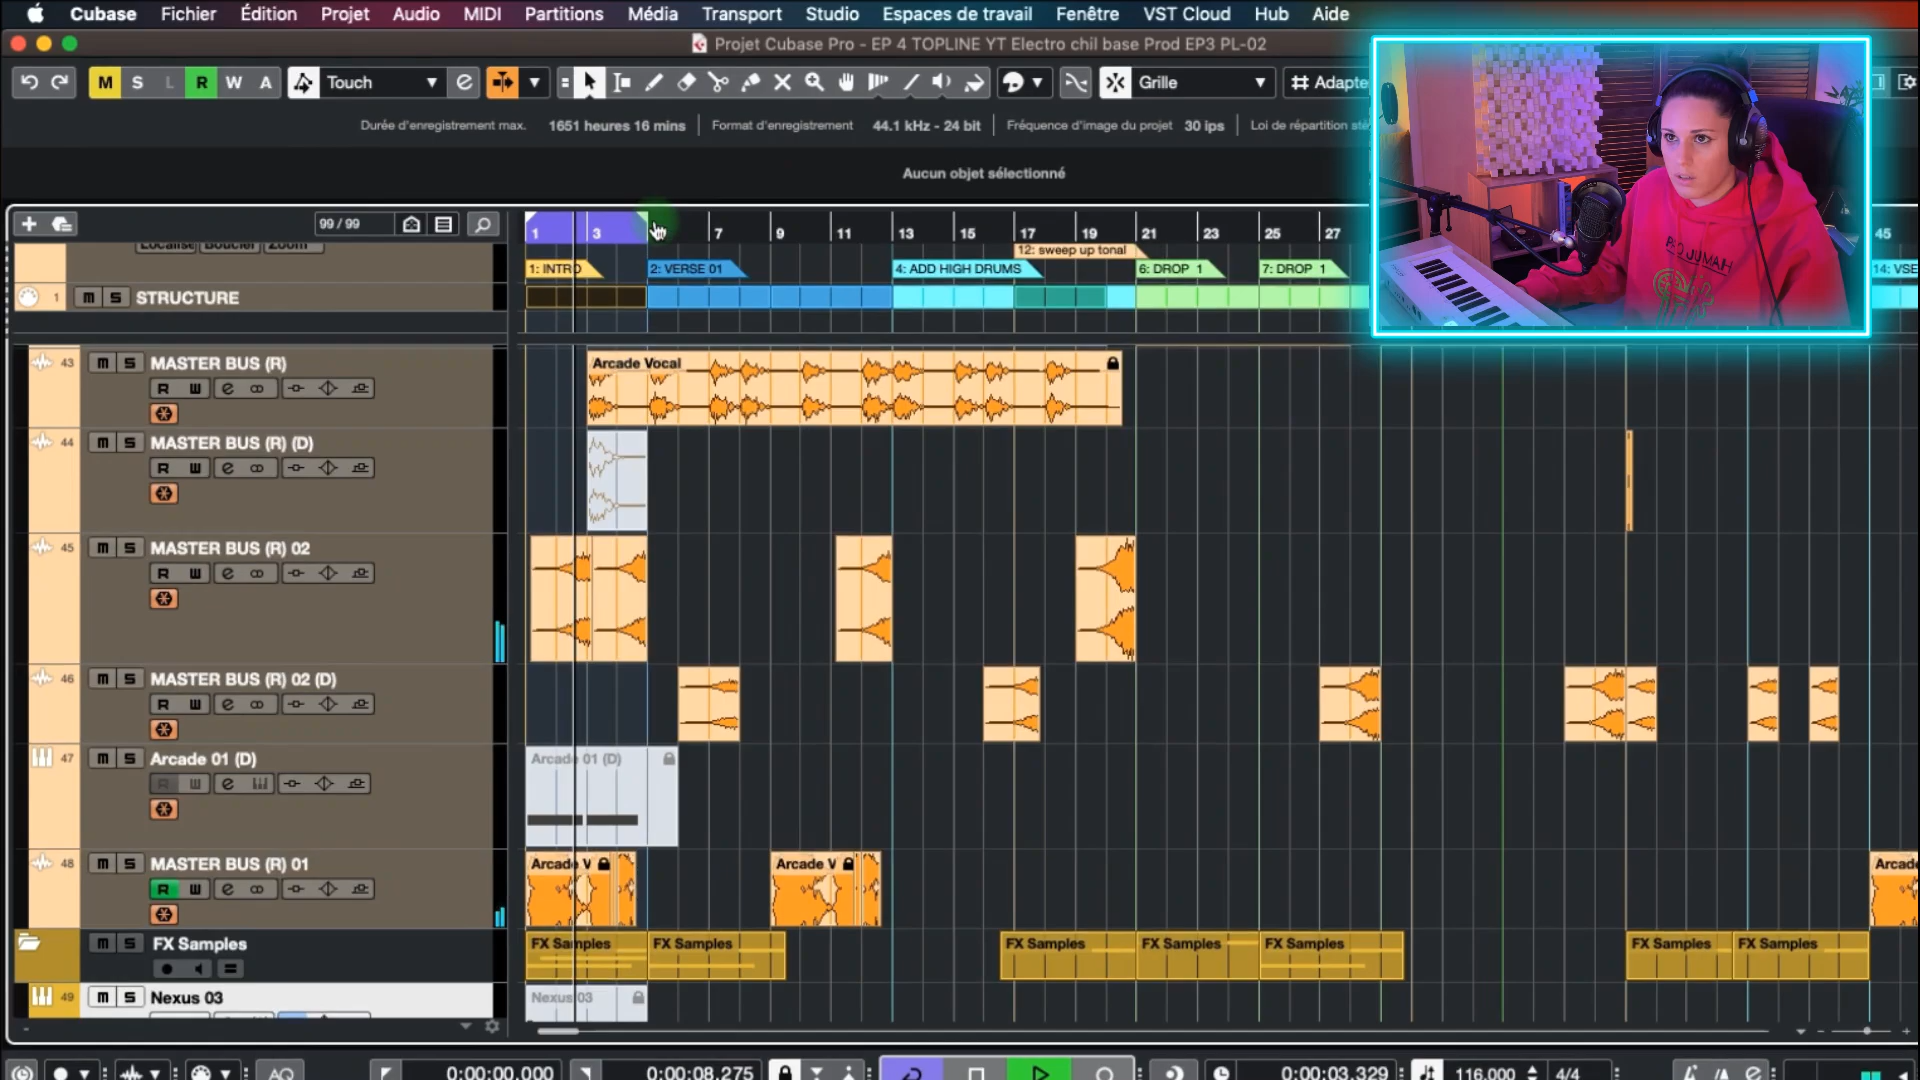 Cubase Fichier Édition Projet Audio MIDI Partitions Média Transport Studio Espaces de travail Fenêtre VST Cloud Hub Aide
Projet Cubase Pro - EP 4 TOPLINE YT Electro chil base Prod EP3 PL-02
M S L R W A Touch Grille Adapte
Durée d'enregistrement max. 1651 heures 16 mins Format d'enregistrement 44.1 kHz - 24 bit Fréquence d'image du projet 30 ips Loi de répartition sté
Aucun objet sélectionné
99 / 99
1 3 7 9 11 13 15 17 19 21 23 25 27 45
Localise Boucler Zoom
12: sweep up tonal
1: INTRO 2: VERSE 01 4: ADD HIGH DRUMS 6: DROP 1 7: DROP 1 14: VSE
1 m S STRUCTURE
43 m S MASTER BUS (R)
Arcade Vocal
44 m S MASTER BUS (R) (D)
45 m S MASTER BUS (R) 02
46 m S MASTER BUS (R) 02 (D)
47 m S Arcade 01 (D)
Arcade 01 (D)
48 m S MASTER BUS (R) 01
Arcade V Arcade V Arcade
m S FX Samples
FX Samples FX Samples FX Samples FX Samples FX Samples FX Samples FX Samples
49 m S Nexus 03
Nexus 03
AQ 0:00:00.000 0:00:08.275 0:00:03.329 116.000 4/4